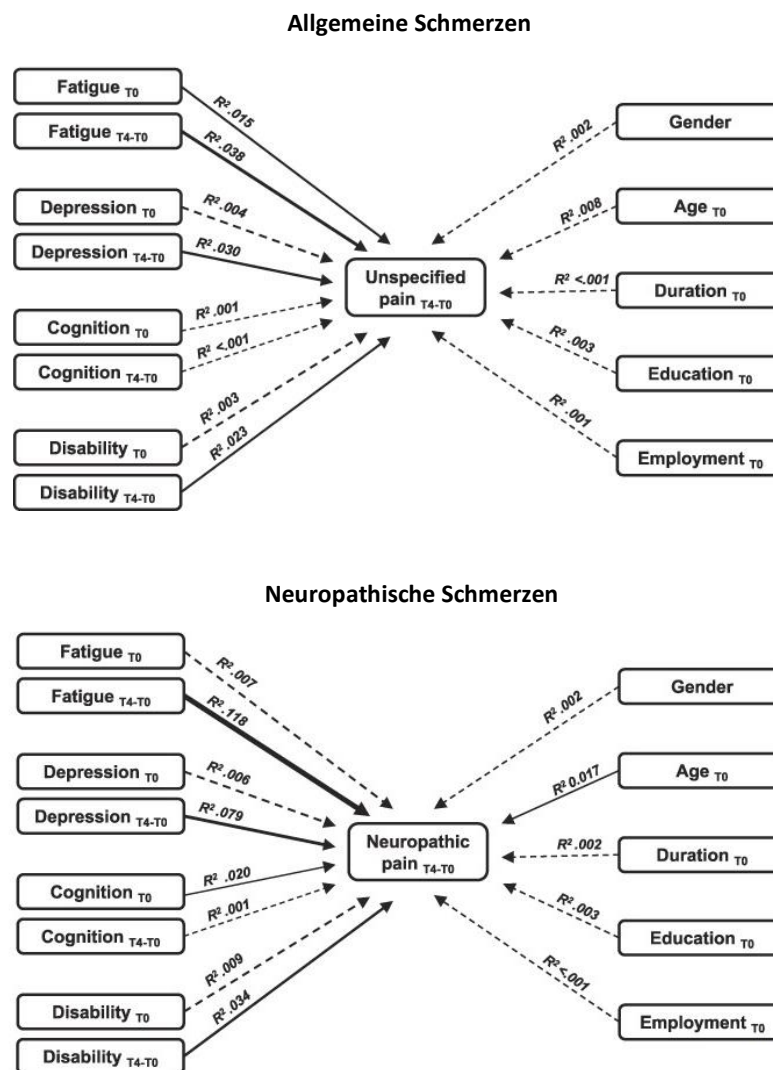 Allgemeine Schmerzen
Fatigue T0
R² .015
Fatigue T4-T0
R² .038
Depression T0
R² .004
Depression T4-T0
R² .030
Cognition T0
R² .001
Cognition T4-T0
R² <.001
Disability T0
R² .003
Disability T4-T0
R² .023
Unspecified
pain T4-T0
Gender
R² .002
Age T0
R² .008
Duration T0
R² <.001
Education T0
R² .003
Employment T0
R² .001
Neuropathische Schmerzen
Fatigue T0
R² .007
Fatigue T4-T0
R² .118
Depression T0
R² .006
Depression T4-T0
R² .079
Cognition T0
R² .020
Cognition T4-T0
R² .001
Disability T0
R² .009
Disability T4-T0
R² .034
Neuropathic
pain T4-T0
Gender
R² .002
Age T0
R² 0.017
Duration T0
R² .002
Education T0
R² .003
Employment T0
R² <.001